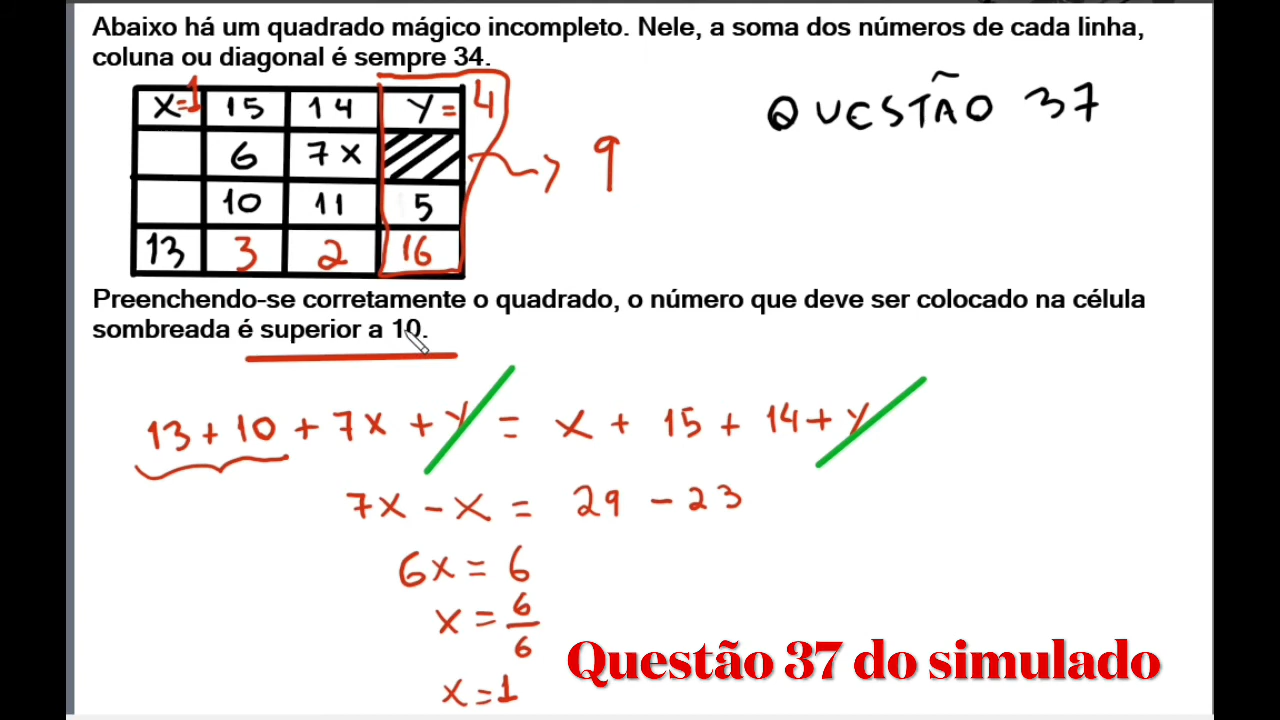 Abaixo há um quadrado mágico incompleto. Nele, a soma dos números de cada linha,
coluna ou diagonal é sempre 34.
QUESTÃO 37
X=1 15 14 Y=4
6 7x 9
10 11 5
13 3 2 16
Preenchendo-se corretamente o quadrado, o número que deve ser colocado na célula
sombreada é superior a 10.
13 + 10 + 7x + y = x + 15 + 14 + y
7x - x = 29 - 23
6x = 6
x = 6/6
x = 1
Questão 37 do simulado